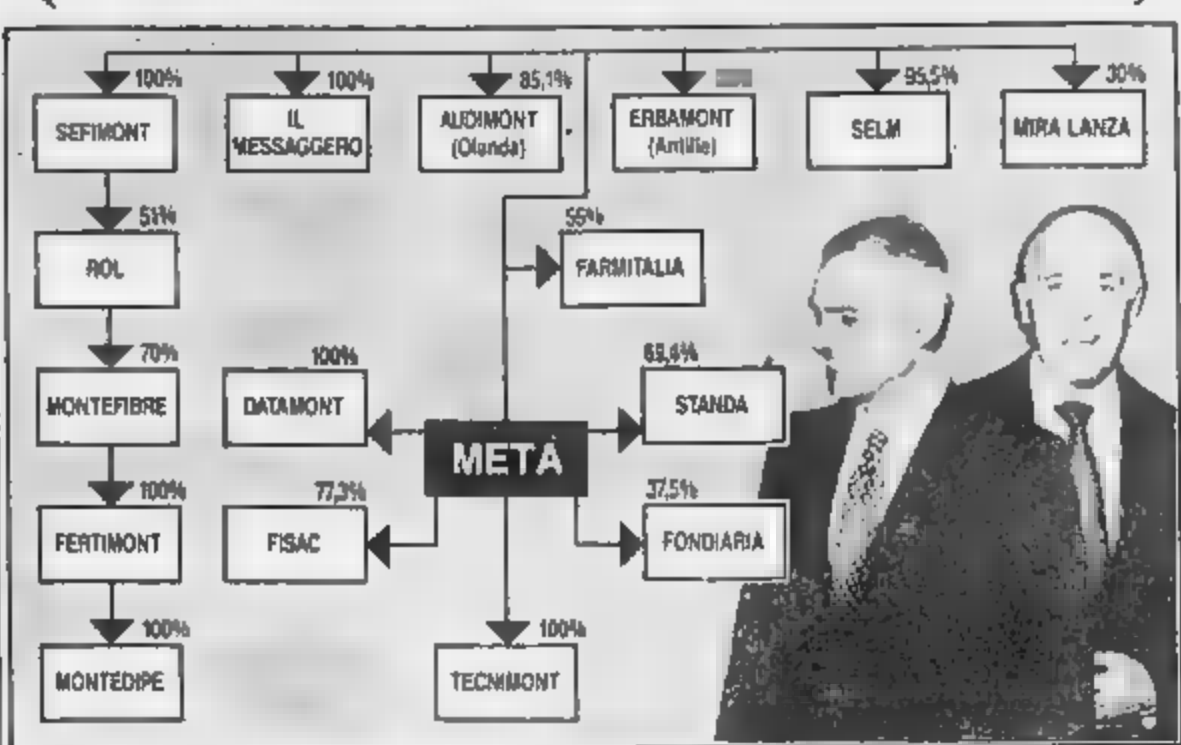 100%
SEFIMONT
100%
IL
MESSAGGERO
85,1%
AUDIMONT
(Olanda)
ERBAMONT
(Antille)
95,5%
SELM
30%
MIRA LANZA
51%
ROL
55%
FARMITALIA
70%
MONTEFIBRE
100%
DATAMONT
META
STANDA
100%
FERTIMONT
77,3%
FISAC
37,5%
FONDIARIA
100%
MONTEDIPE
100%
TECNIMONT